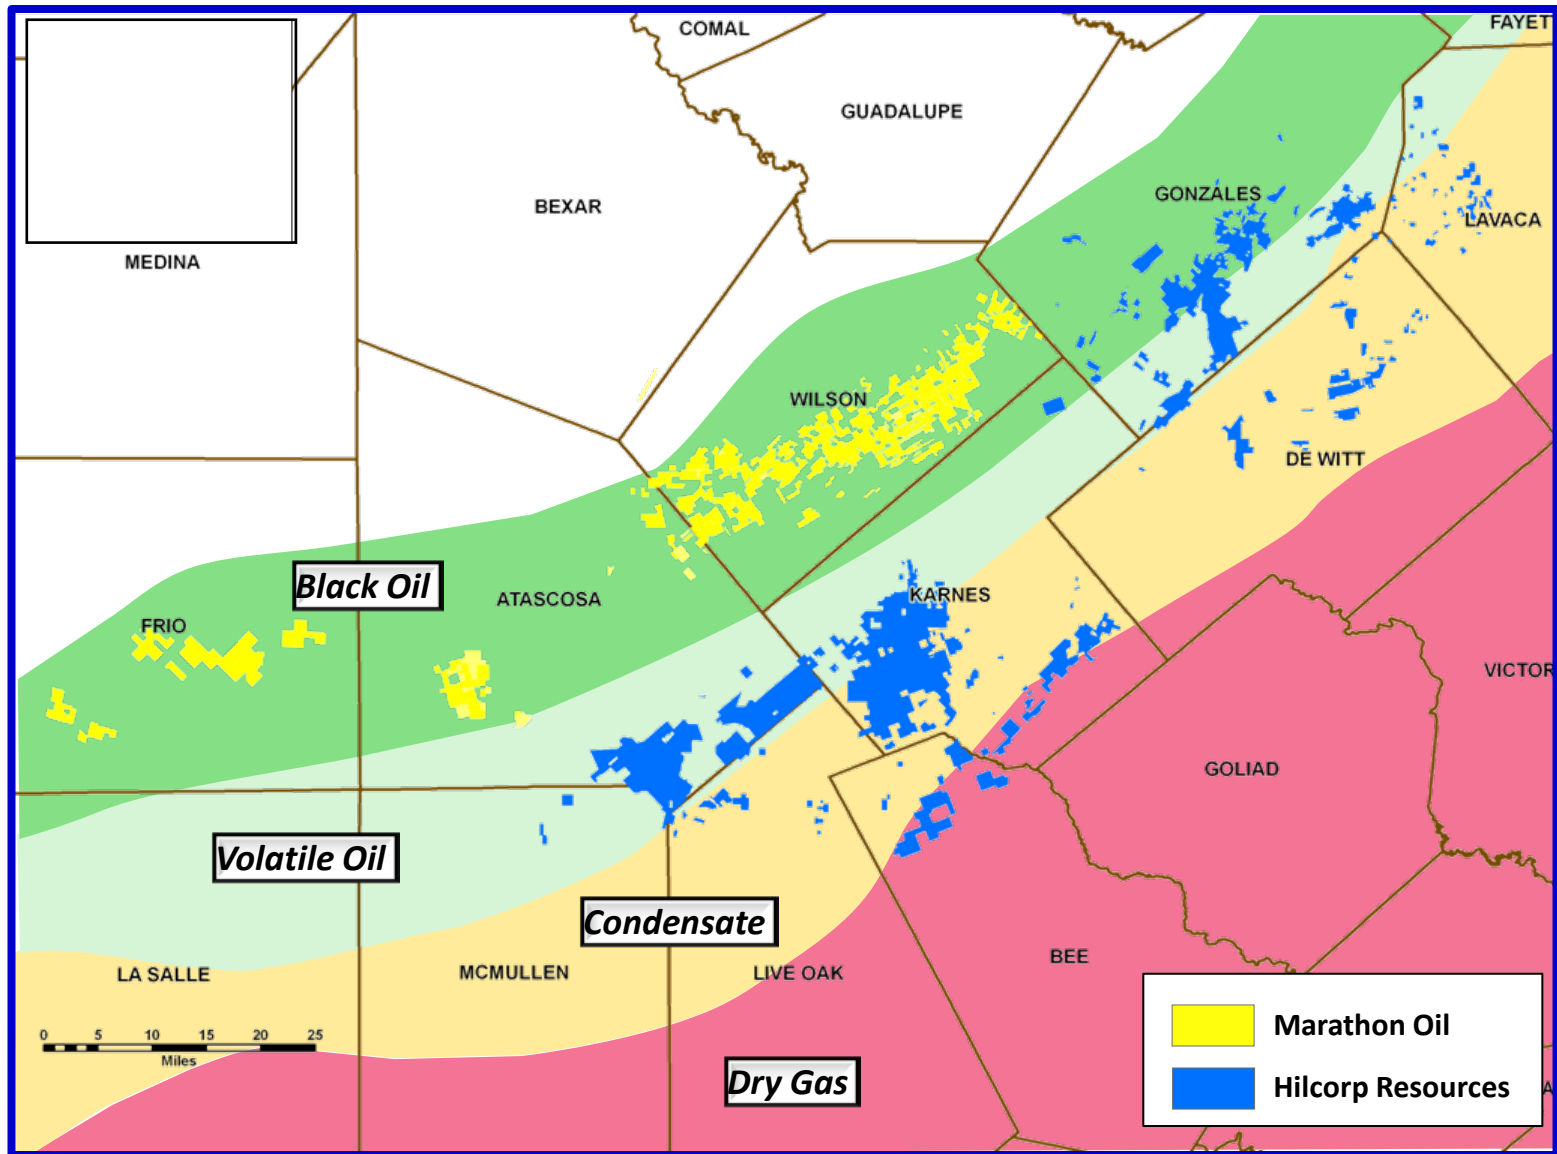 COMAL
FAYET
GUADALUPE
GONZALES
BEXAR
LAVACA
MEDINA
WILSON
DE WITT
Black Oil
ATASCOSA
KARNES
FRIO
VICTOR
GOLIAD
Volatile Oil
Condensate
BEE
LA SALLE
MCMULLEN
LIVE OAK
0 5 10 15 20 25
Miles
Dry Gas
Marathon Oil
Hilcorp Resources
A